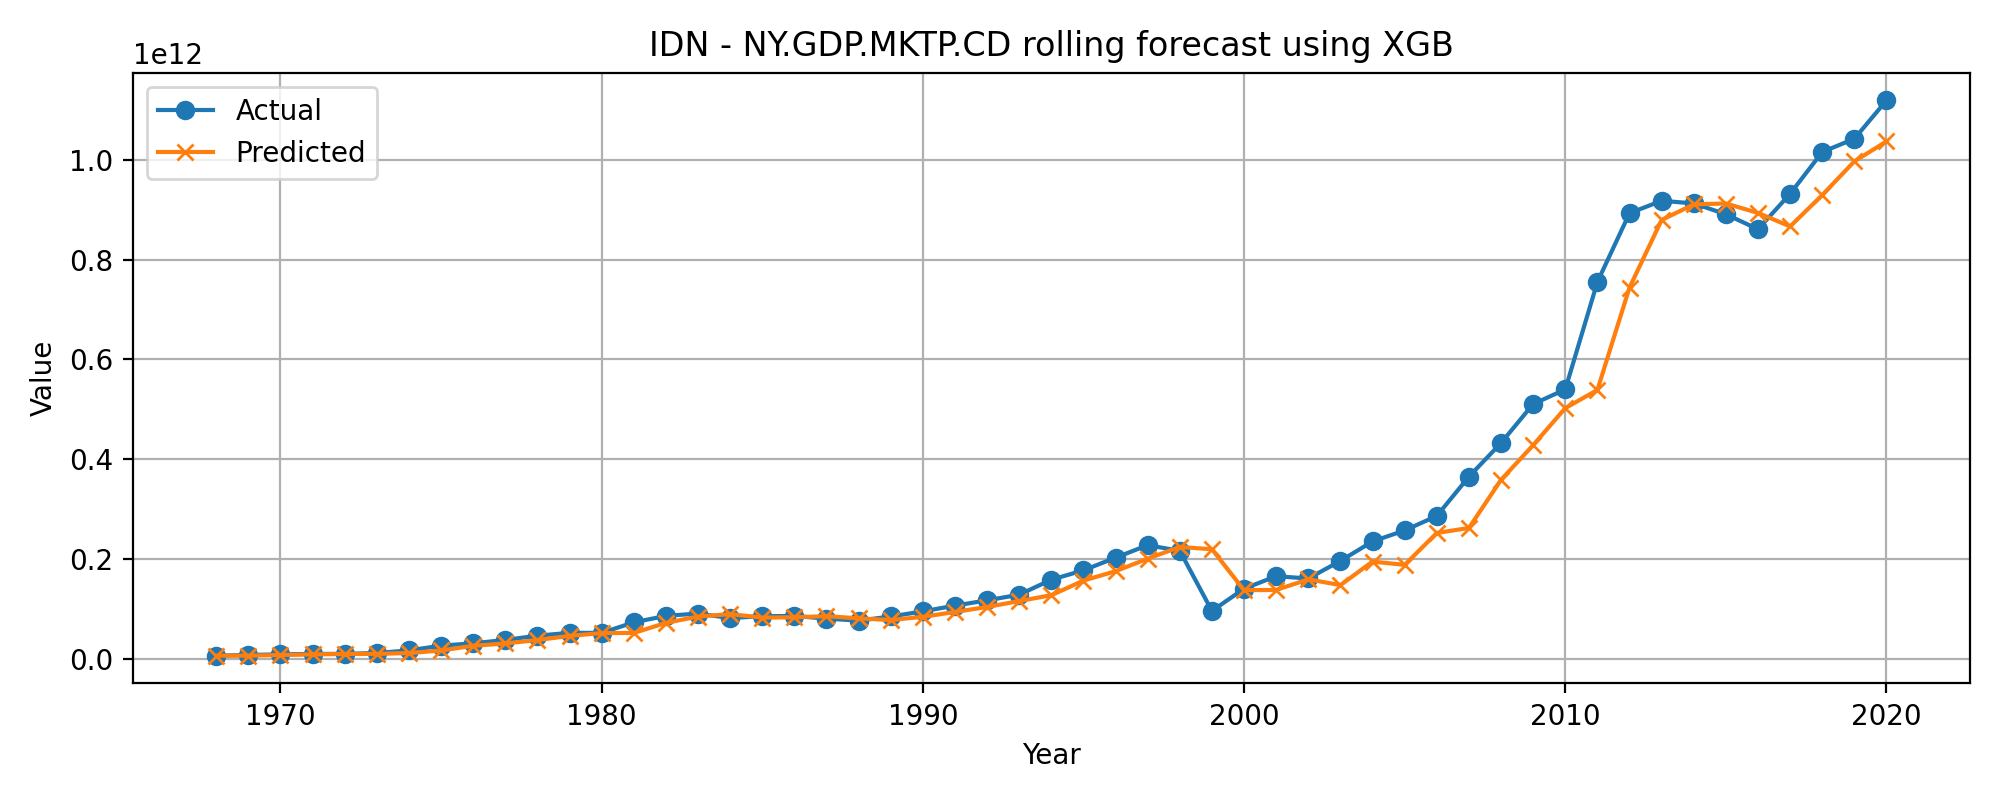 IDN - NY.GDP.MKTP.CD rolling forecast using XGB
1e12
Actual
Predicted
1.0
0.8
0.6
0.4
0.2
0.0
Value
1970 1980 1990 2000 2010 2020
Year